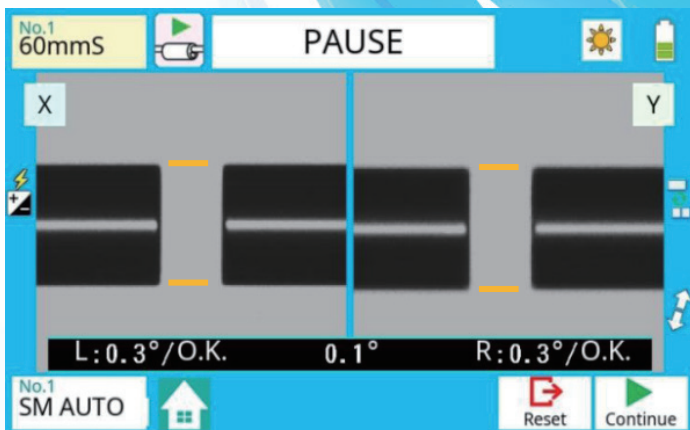 No.1
60mmS
PAUSE
X
Y
L:0.3°/O.K. 0.1° R:0.3°/O.K.
No.1
SM AUTO
Reset
Continue